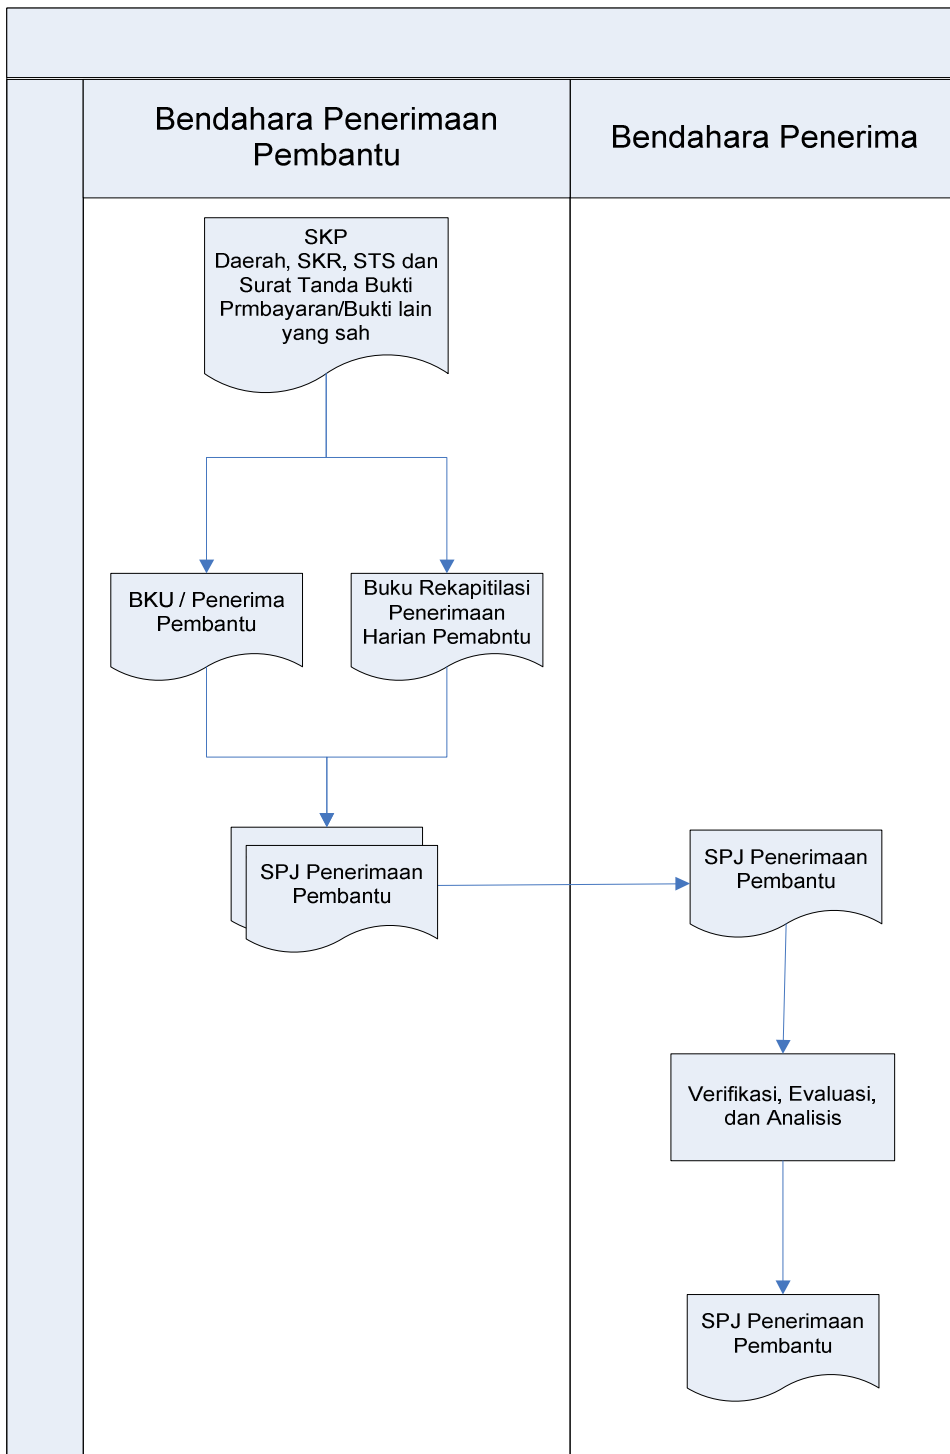 Bendahara Penerimaan
Pembantu
Bendahara Penerima
SKP
Daerah, SKR, STS dan
Surat Tanda Bukti
Prmbayaran/Bukti lain
yang sah
BKU / Penerima
Pembantu
Buku Rekapitilasi
Penerimaan
Harian Pemabntu
SPJ Penerimaan
Pembantu
SPJ Penerimaan
Pembantu
Verifikasi, Evaluasi,
dan Analisis
SPJ Penerimaan
Pembantu